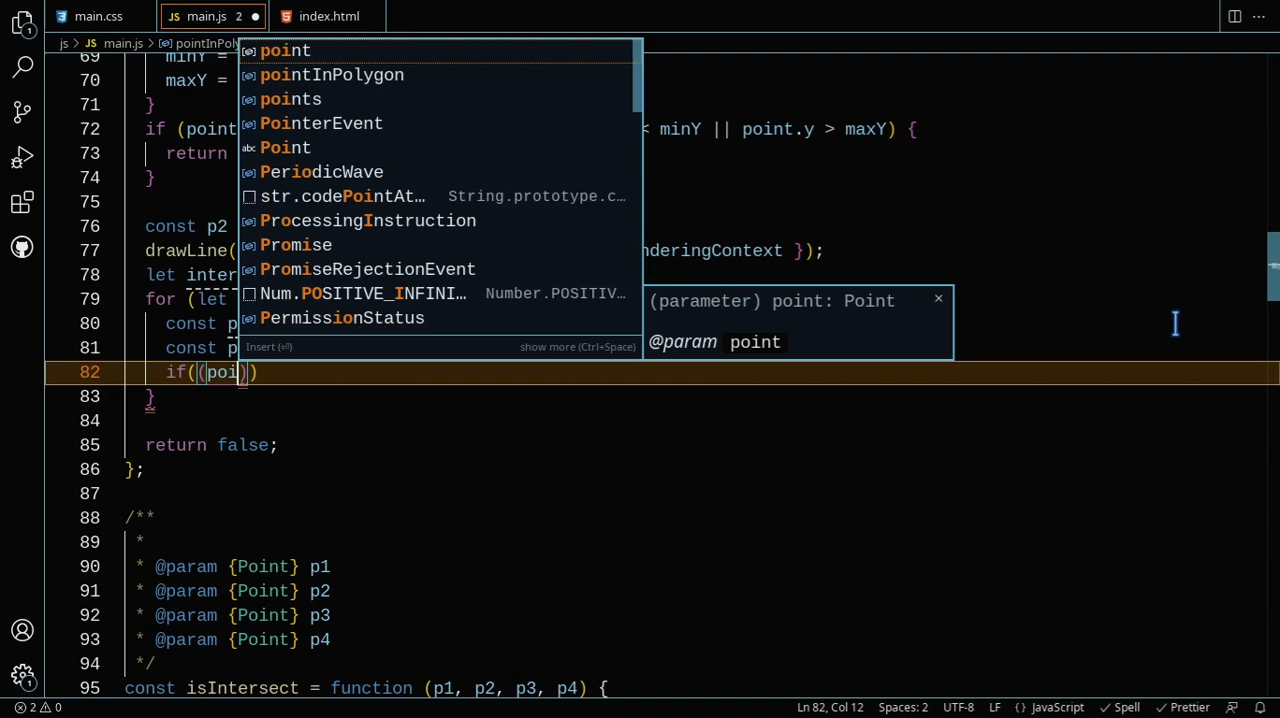 main.css
JS main.js 2
index.html
js > main.js > pointInPoly
69 minY =
70 maxY =
71 }
72 if (point < minY || point.y > maxY) {
73 return
74 }
75
76 const p2
77 drawLine( nderingContext });
78 let inter
79 for (let
80 const p
81 const p
82 if((poi))
83 }
84
85 return false;
86 };
87
88 /**
89 *
90 * @param {Point} p1
91 * @param {Point} p2
92 * @param {Point} p3
93 * @param {Point} p4
94 */
95 const isIntersect = function (p1, p2, p3, p4) {
point
pointInPolygon
points
PointerEvent
abc Point
PeriodicWave
str.codePointAt… String.prototype.c…
ProcessingInstruction
Promise
PromiseRejectionEvent
Num.POSITIVE_INFINI… Number.POSITIV…
PermissionStatus
Insert (⏎) show more (Ctrl+Space)
(parameter) point: Point ×
@param point
1
1
2 0
Ln 82, Col 12
Spaces: 2
UTF-8
LF
{} JavaScript
Spell
Prettier